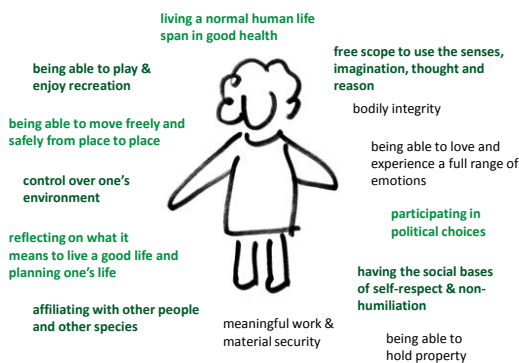 living a normal human life
span in good health
being able to play &
enjoy recreation
free scope to use the senses,
imagination, thought and
reason
bodily integrity
being able to move freely and
safely from place to place
being able to love and
experience a full range of
emotions
control over one's
environment
participating in
political choices
reflecting on what it
means to live a good life and
planning one's life
having the social bases
of self-respect & non-
humiliation
affiliating with other people
and other species
meaningful work &
material security
being able to
hold property